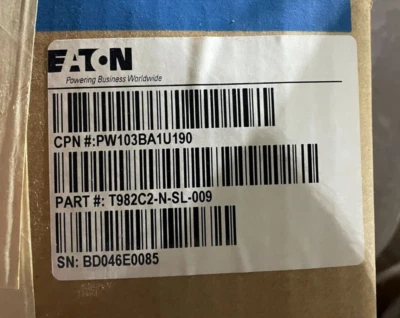 EATON
Powering Business Worldwide
CPN #:PW103BA1U190
PART #: T982C2-N-SL-009
SN: BD046E0085